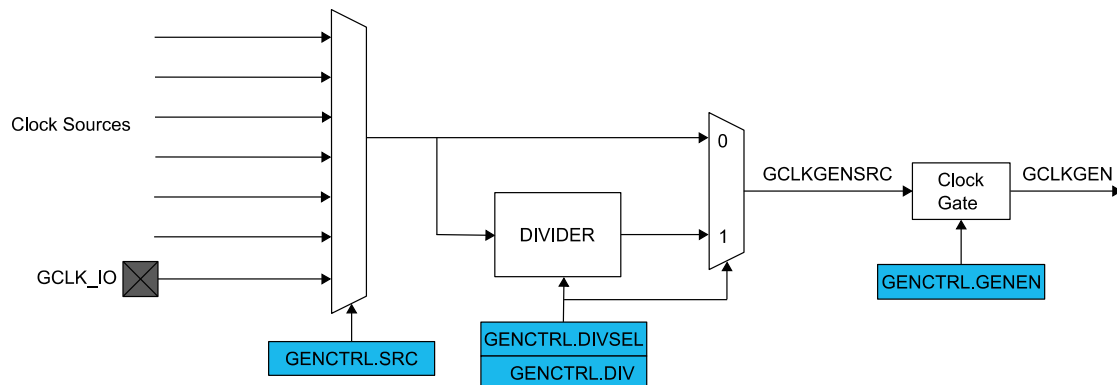 Clock Sources
GCLK_IO
GENCTRL.SRC
DIVIDER
GENCTRL.DIVSEL
GENCTRL.DIV
0
1
GCLKGENSRC
Clock
Gate
GCLKGEN
GENCTRL.GENEN